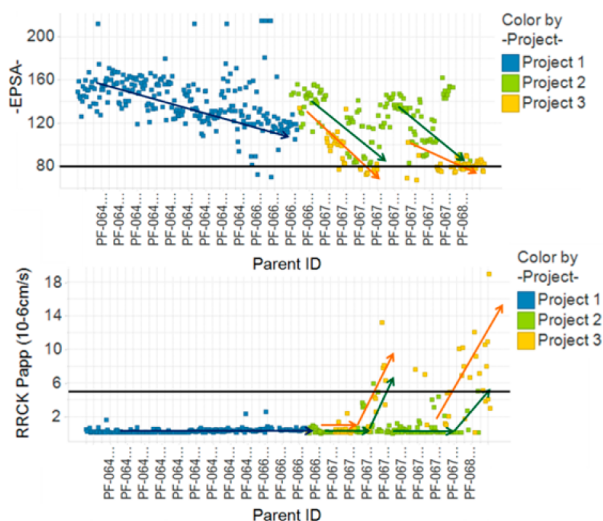 Color by
-Project-
Project 1
Project 2
Project 3
-EPSA-
200
160
120
80
PF-064...
PF-064...
PF-064...
PF-064...
PF-064...
PF-064...
PF-064...
PF-066...
PF-066...
PF-066...
PF-067...
PF-067...
PF-067...
PF-067...
PF-067...
PF-067...
PF-068...
Parent ID
Color by
-Project-
Project 1
Project 2
Project 3
RRCK Papp (10-6cm/s)
18
14
10
6
2
PF-064...
PF-064...
PF-064...
PF-064...
PF-064...
PF-064...
PF-064...
PF-066...
PF-066...
PF-066...
PF-067...
PF-067...
PF-067...
PF-067...
PF-067...
PF-067...
PF-068...
Parent ID